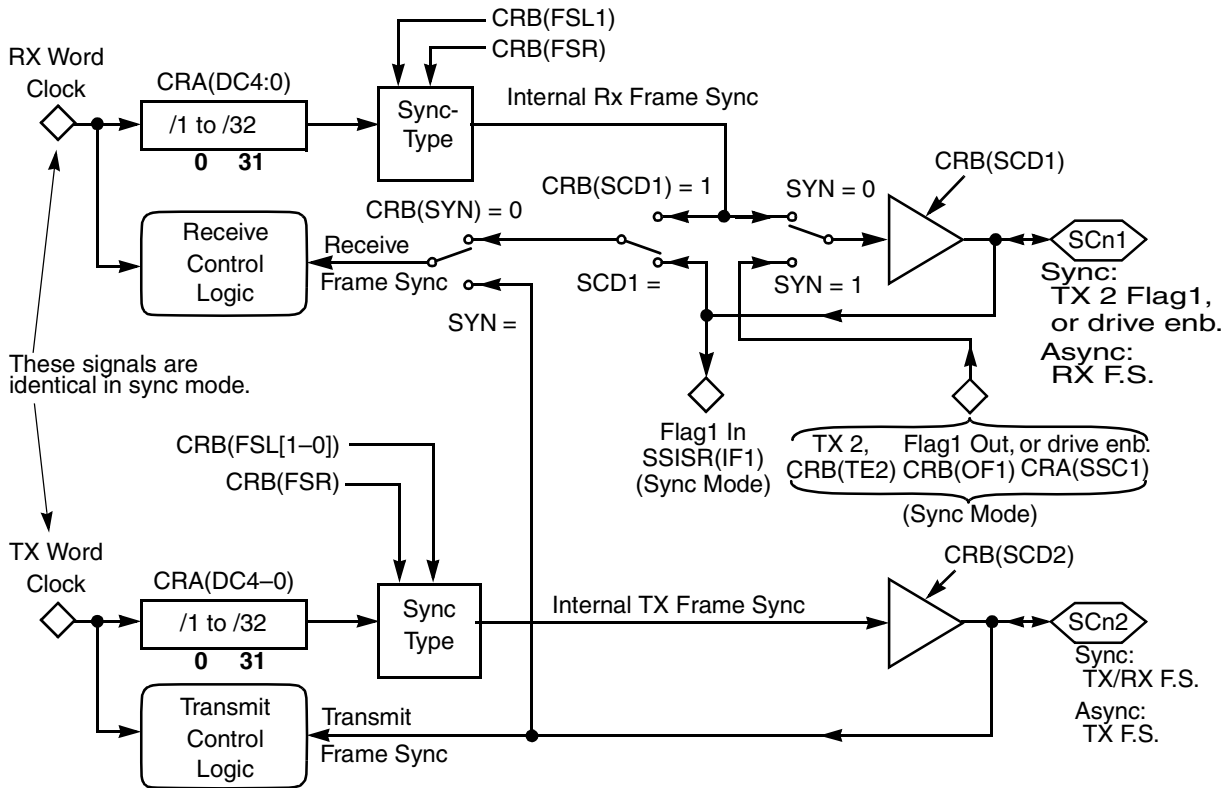 CRB(FSL1)
CRB(FSR)
RX Word
Clock
CRA(DC4:0)
/1 to /32
0 31
Sync-
Type
Internal Rx Frame Sync
CRB(SCD1)
CRB(SCD1) = 1
SYN = 0
CRB(SYN) = 0
Receive
Control
Logic
Receive
Frame Sync
SCD1 =
SYN = 1
SYN =
SCn1
Sync:
TX 2 Flag1,
or drive enb.
Async:
RX F.S.
These signals are
identical in sync mode.
Flag1 In
SSISR(IF1)
(Sync Mode)
TX 2, Flag1 Out, or drive enb.
CRB(TE2) CRB(OF1) CRA(SSC1)
(Sync Mode)
CRB(FSL[1–0])
CRB(FSR)
TX Word
Clock
CRA(DC4–0)
/1 to /32
0 31
Sync
Type
Internal TX Frame Sync
CRB(SCD2)
SCn2
Sync:
TX/RX F.S.
Async:
TX F.S.
Transmit
Control
Logic
Transmit
Frame Sync